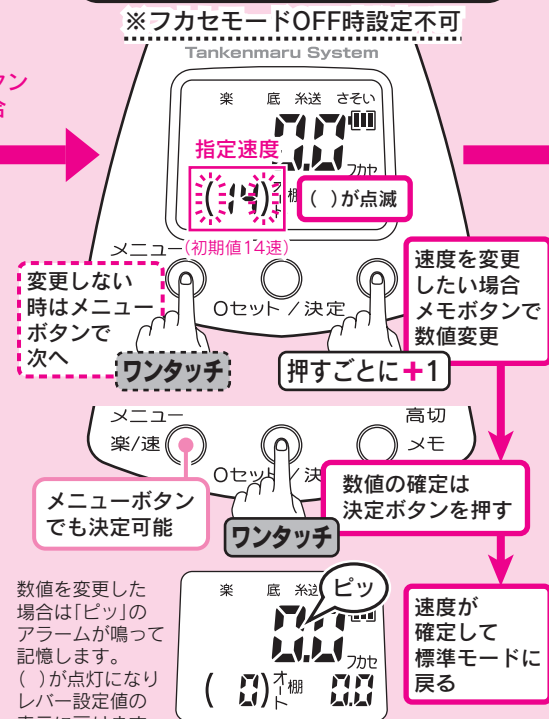 ※フカセモードOFF時設定不可
Tankenmaru System
楽 底 糸送 さそい
0.0
フカセ
指定速度
(14)
棚
( )が点滅
メニュー
(初期値14速)
0セット/決定
変更しない
時はメニュー
ボタンで
次へ
ワンタッチ
押すごとに+1
速度を変更
したい場合
メモボタンで
数値変更
メニュー
楽/速
高切
メモ
0セット/決
メニューボタン
でも決定可能
ワンタッチ
数値の確定は
決定ボタンを押す
数値を変更した
場合は「ピッ」の
アラームが鳴って
記憶します。
( )が点灯になり
レバー設定値の
楽 底 糸送
ピッ
0.0
フカセ
( 0)オート棚 0.0
速度が
確定して
標準モードに
戻る